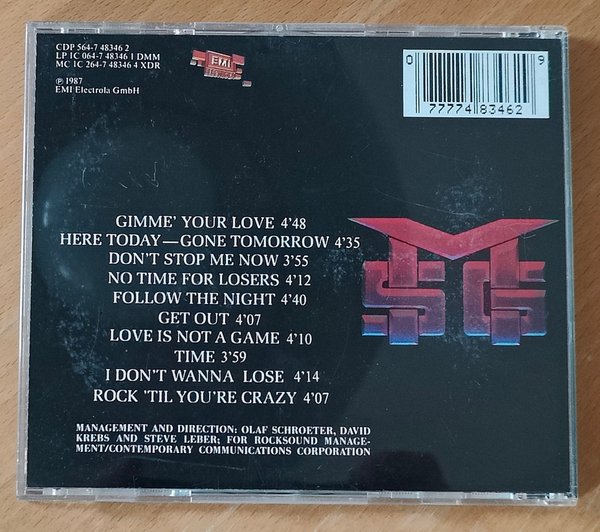 CDP 564-7 48346 2
LP 1C 064-7 48346 1 DMM
MC 1C 264-7 48346 4 XDR
℗ 1987
EMI Electrola GmbH
EMI
0 77774 83462 9
GIMME' YOUR LOVE 4'48
HERE TODAY—GONE TOMORROW 4'35
DON'T STOP ME NOW 3'55
NO TIME FOR LOSERS 4'12
FOLLOW THE NIGHT 4'40
GET OUT 4'07
LOVE IS NOT A GAME 4'10
TIME 3'59
I DON'T WANNA LOSE 4'14
ROCK 'TIL YOU'RE CRAZY 4'07
MSG
MANAGEMENT AND DIRECTION: OLAF SCHROETER, DAVID
KREBS AND STEVE LEBER; FOR ROCKSOUND MANAGE-
MENT/CONTEMPORARY COMMUNICATIONS CORPORATION